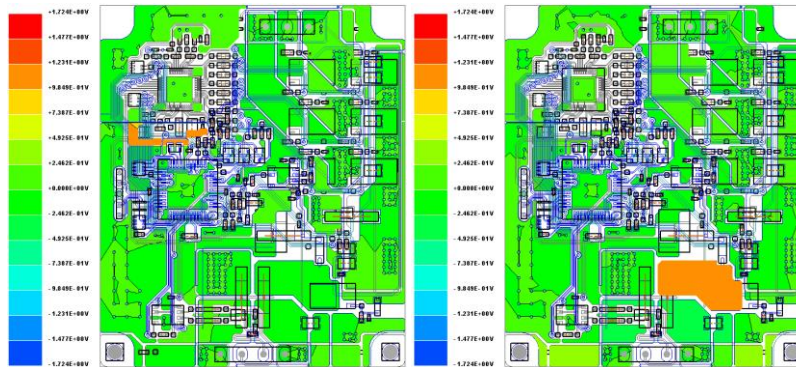 +1.724E+00V
+1.477E+00V
+1.231E+00V
+9.849E-01V
+7.387E-01V
+4.925E-01V
+2.462E-01V
0.000E+00V
-2.462E-01V
-4.925E-01V
-7.387E-01V
-9.849E-01V
-1.231E+00V
-1.477E+00V
-1.724E+00V
+1.724E+00V
+1.477E+00V
+1.231E+00V
+9.849E-01V
+7.387E-01V
+4.925E-01V
+2.462E-01V
0.000E+00V
-2.462E-01V
-4.925E-01V
-7.387E-01V
-9.849E-01V
-1.231E+00V
-1.477E+00V
-1.724E+00V